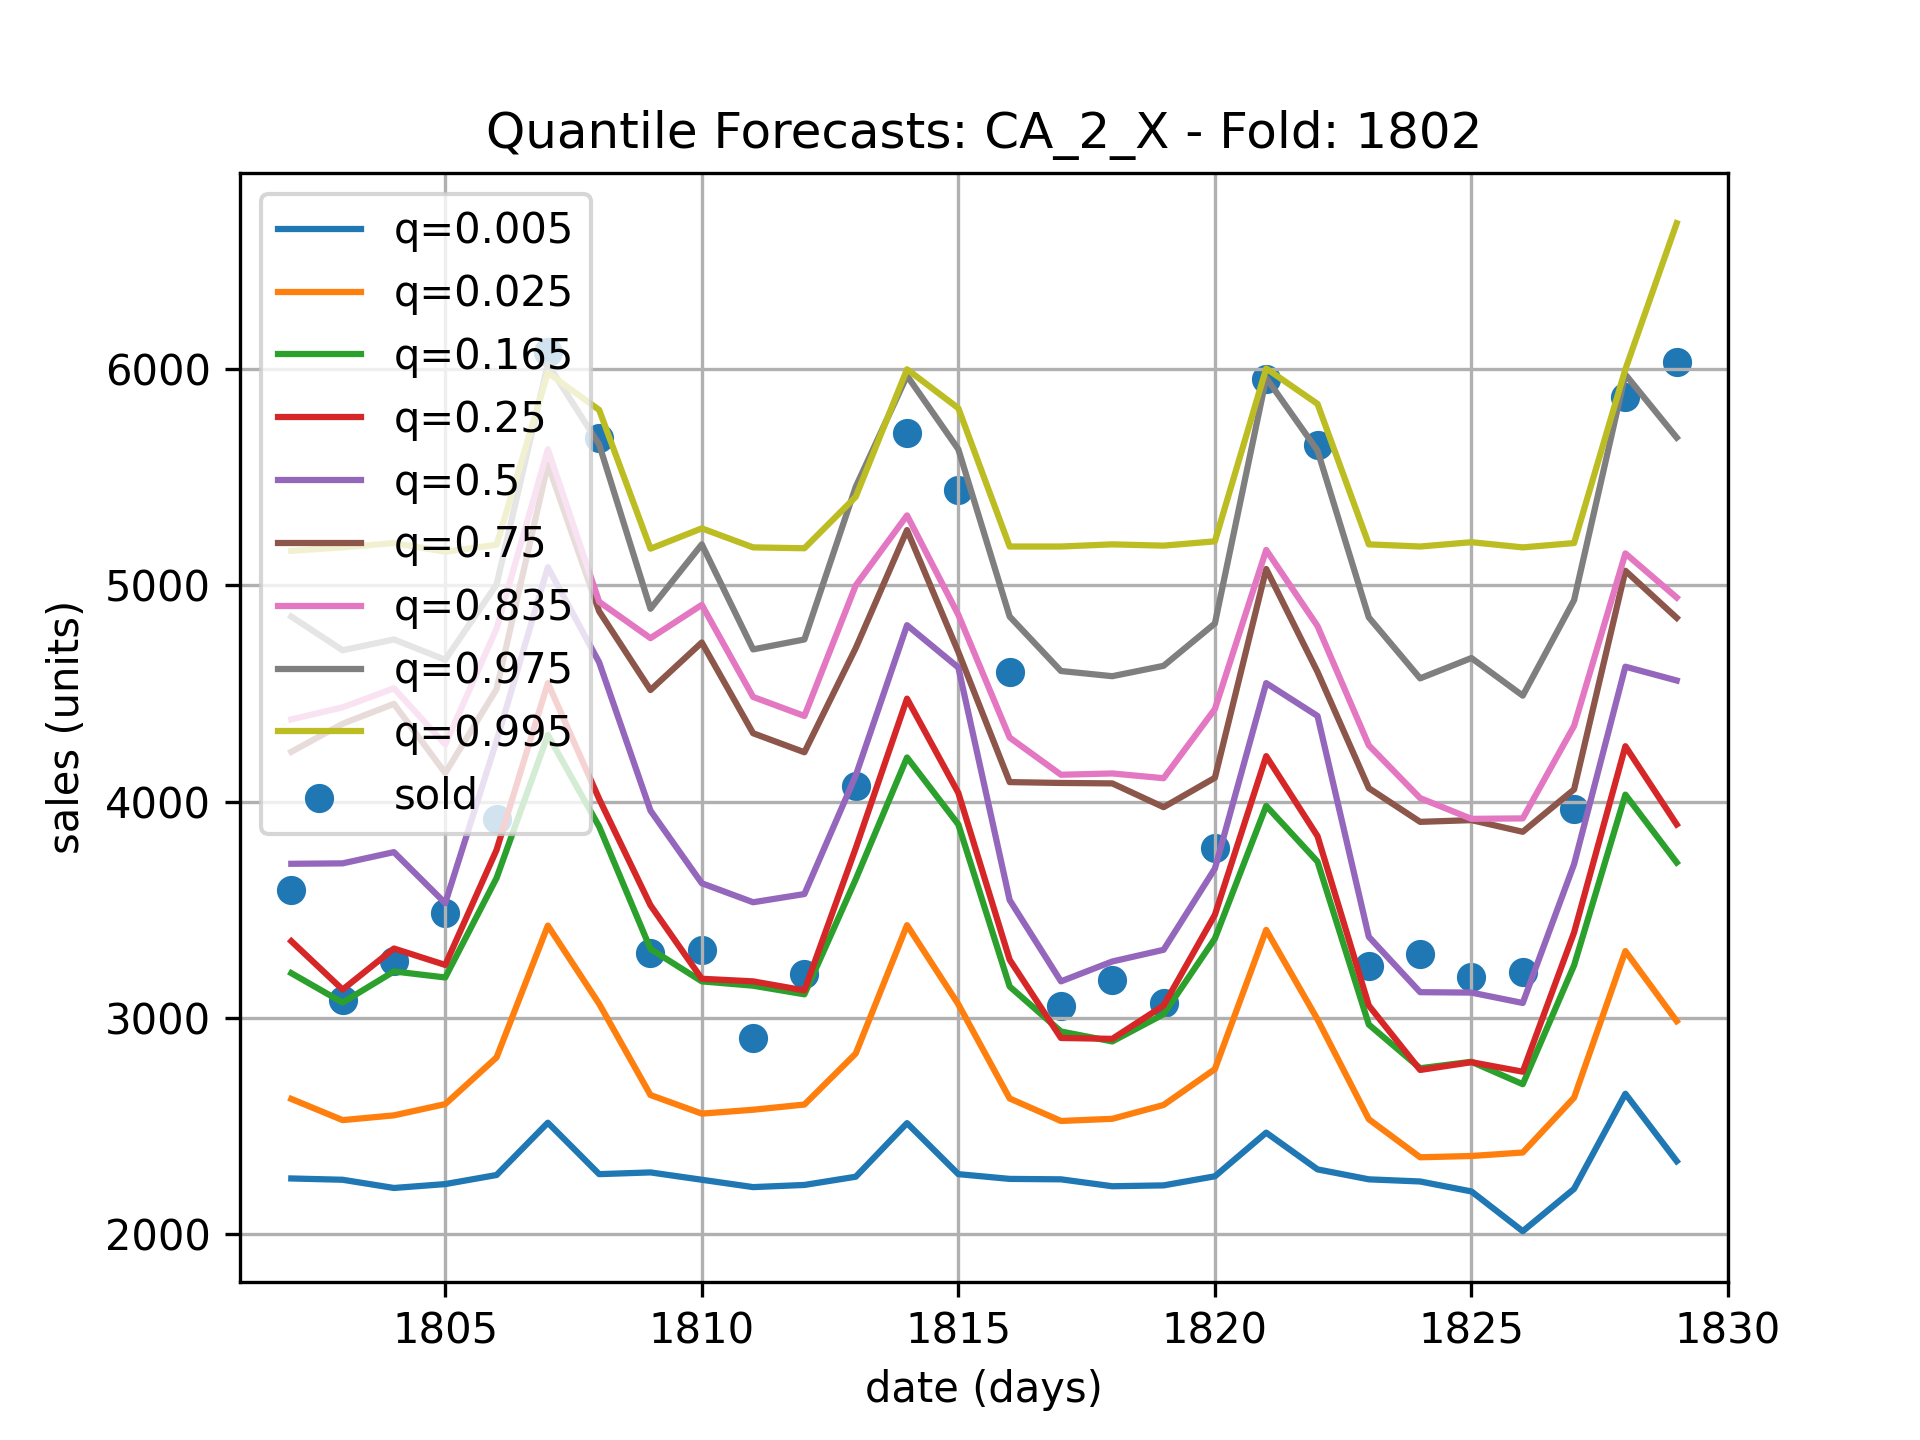 Quantile Forecasts: CA_2_X - Fold: 1802
q=0.005
q=0.025
q=0.165
q=0.25
q=0.5
q=0.75
q=0.835
q=0.975
q=0.995
sold
6000
5000
4000
3000
2000
sales (units)
1805 1810 1815 1820 1825 1830
date (days)